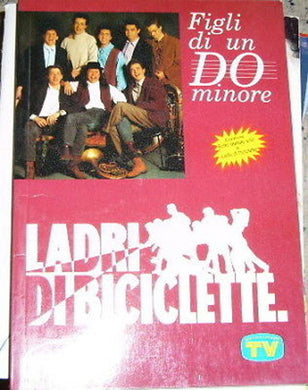 Figli
di un
DO
minore
LADRI
DI BICICLETTE.
TV